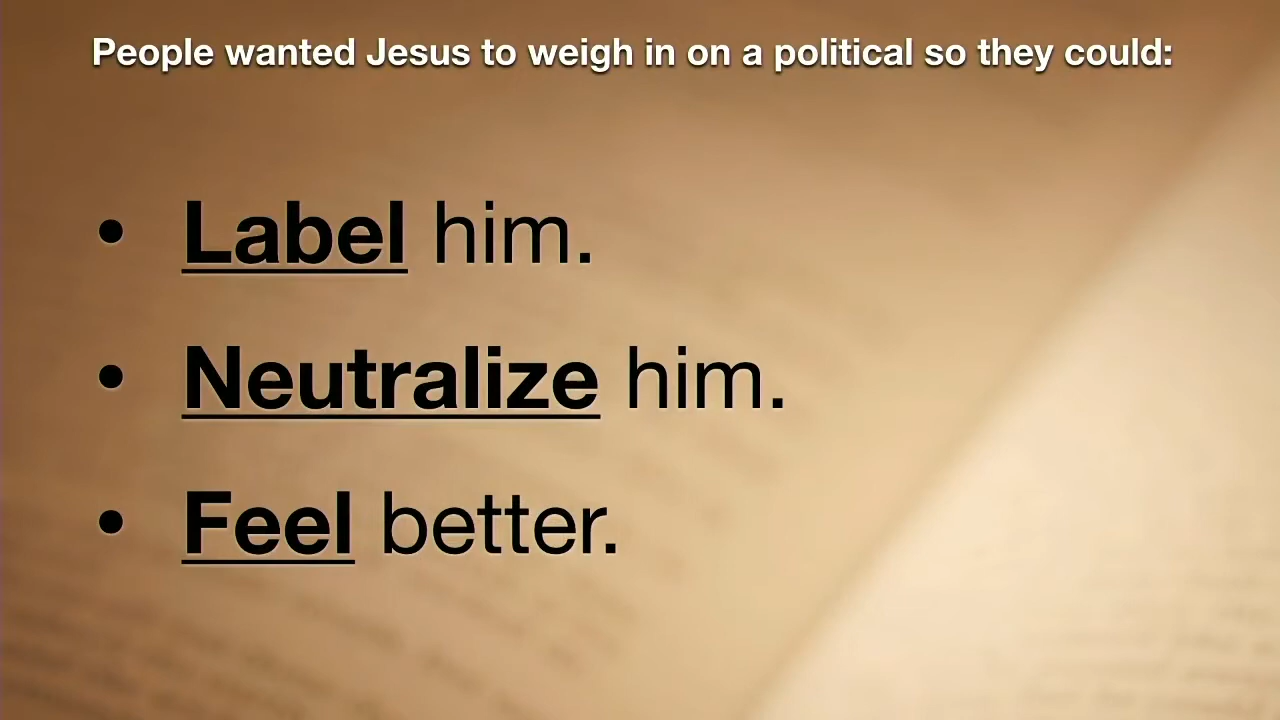 People wanted Jesus to weigh in on a political so they could:
• Label him.
• Neutralize him.
• Feel better.